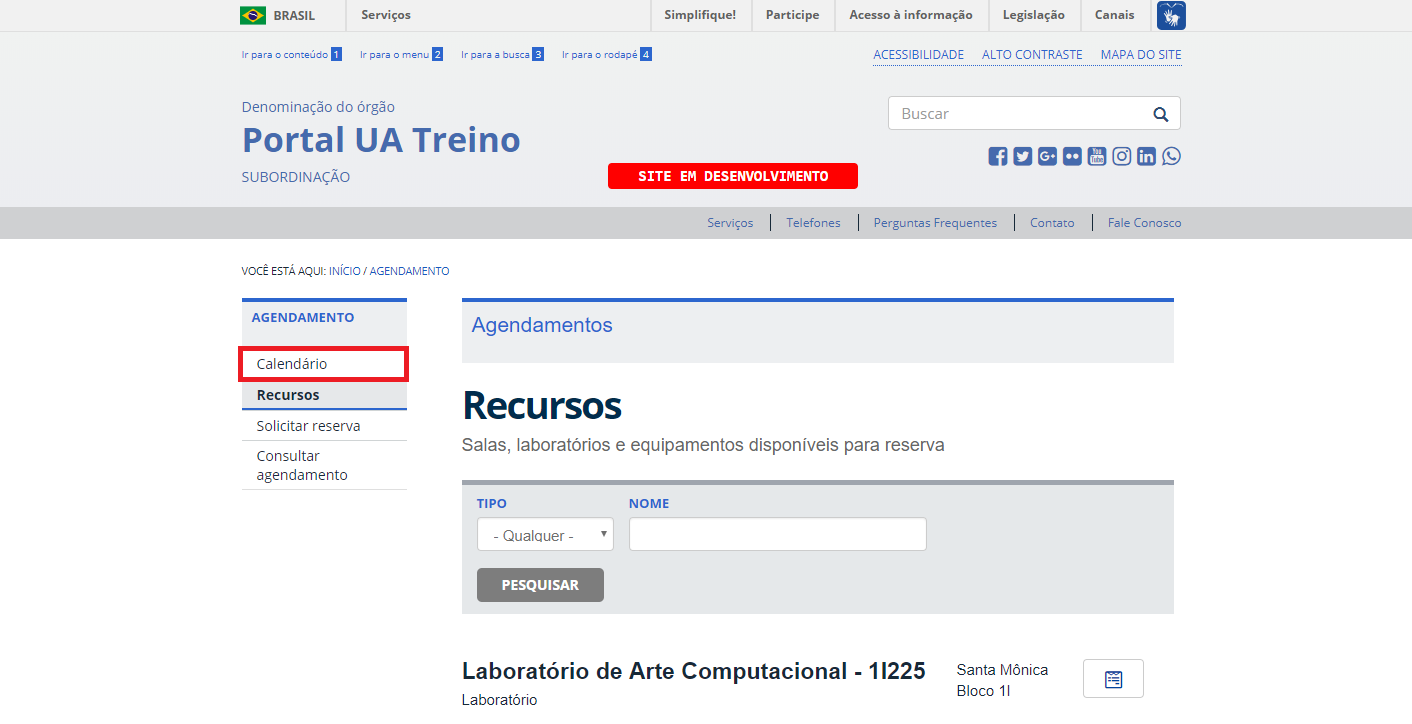 BRASIL Serviços Simplifique! Participe Acesso à informação Legislação Canais
Ir para o conteúdo 1 Ir para o menu 2 Ir para a busca 3 Ir para o rodapé 4 ACESSIBILIDADE ALTO CONTRASTE MAPA DO SITE
Denominação do órgão
Buscar
Portal UA Treino
You Tube
SUBORDINAÇÃO
SITE EM DESENVOLVIMENTO
Serviços Telefones Perguntas Frequentes Contato Fale Conosco
VOCÊ ESTÁ AQUI: INÍCIO / AGENDAMENTO
AGENDAMENTO
Calendário
Recursos
Solicitar reserva
Consultar
agendamento
Agendamentos
Recursos
Salas, laboratórios e equipamentos disponíveis para reserva
TIPO NOME
- Qualquer -
PESQUISAR
Laboratório de Arte Computacional - 1I225
Laboratório
Santa Mônica
Bloco 1I